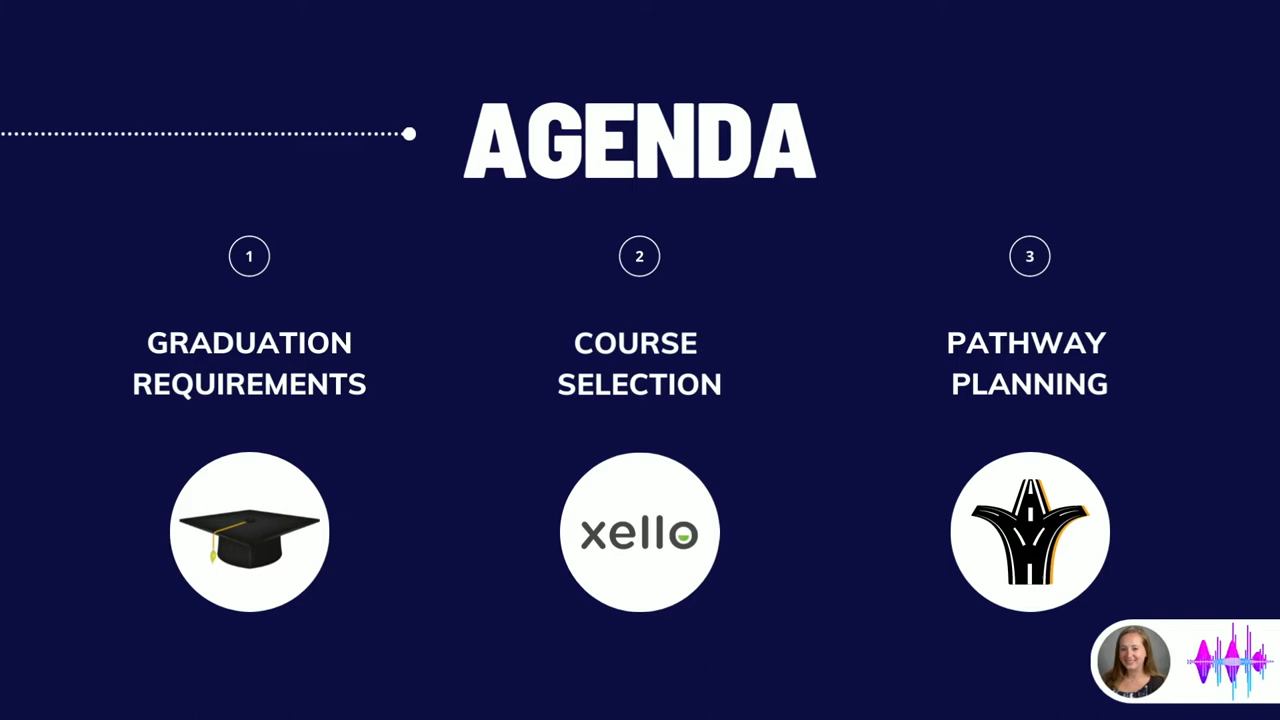 AGENDA
1
2
3
GRADUATION
REQUIREMENTS
COURSE
SELECTION
PATHWAY
PLANNING
xello